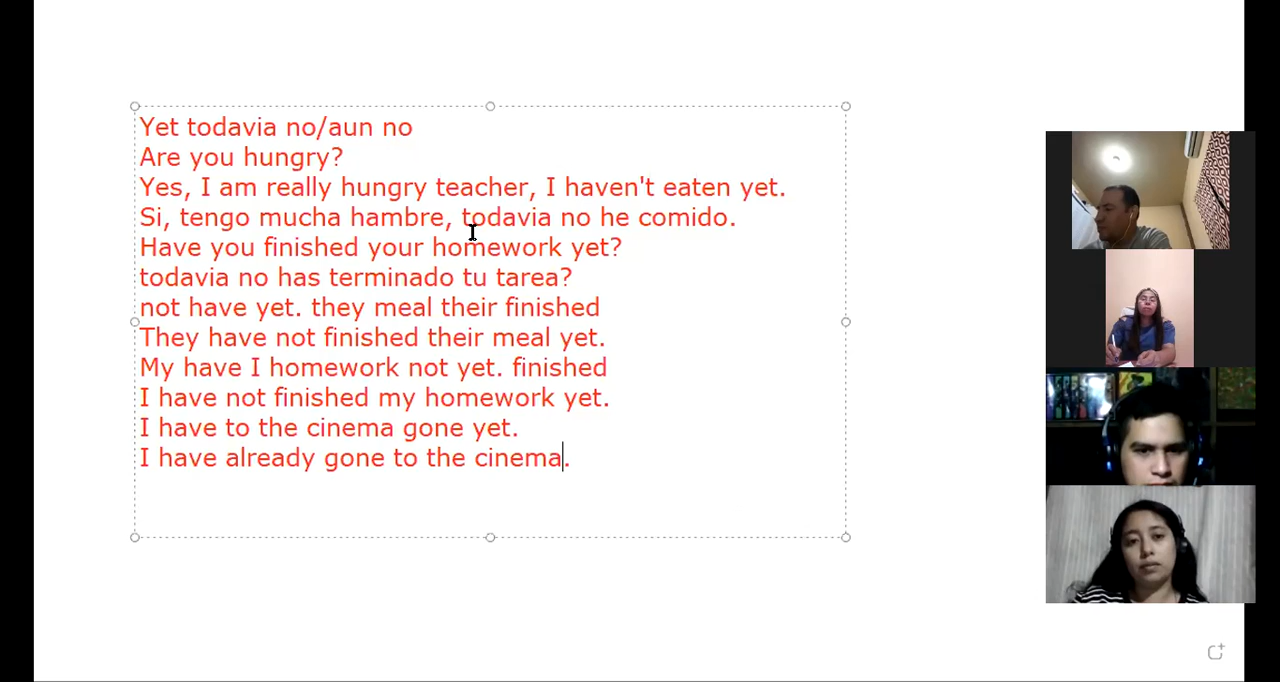 Yet todavia no/aun no
Are you hungry?
Yes, I am really hungry teacher, I haven't eaten yet.
Si, tengo mucha hambre, todavia no he comido.
Have you finished your homework yet?
todavia no has terminado tu tarea?
not have yet. they meal their finished
They have not finished their meal yet.
My have I homework not yet. finished
I have not finished my homework yet.
I have to the cinema gone yet.
I have already gone to the cinema.